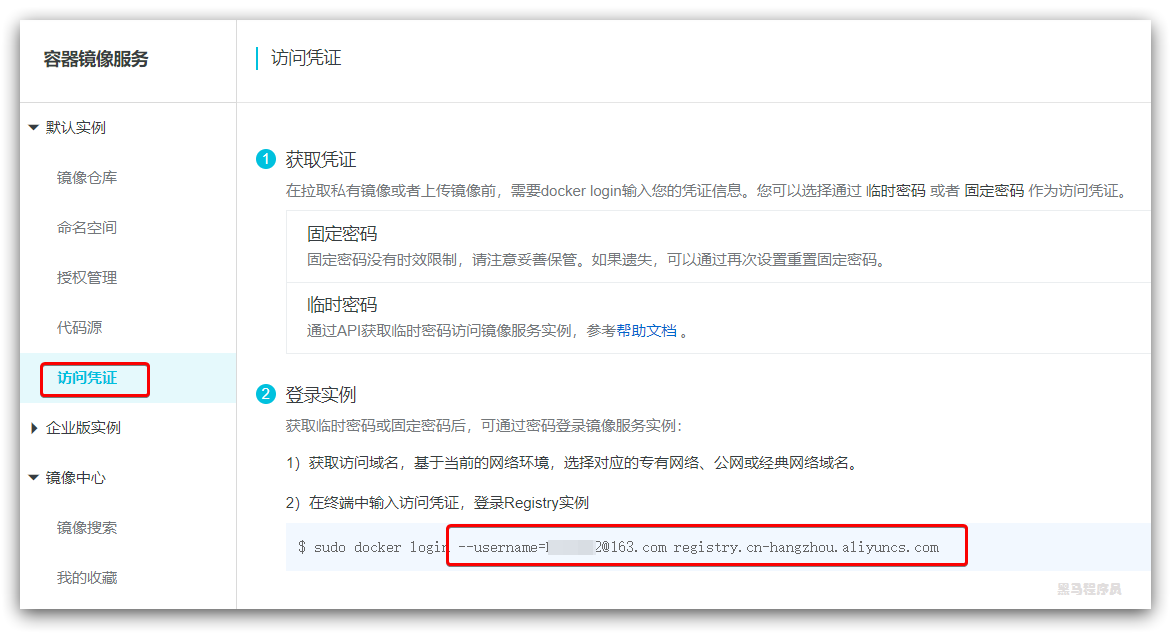 容器镜像服务
默认实例
镜像仓库
命名空间
授权管理
代码源
访问凭证
企业版实例
镜像中心
镜像搜索
我的收藏
访问凭证
1 获取凭证
在拉取私有镜像或者上传镜像前，需要docker login输入您的凭证信息。您可以选择通过 临时密码 或者 固定密码 作为访问凭证。
固定密码
固定密码没有时效限制，请注意妥善保管。如果遗失，可以通过再次设置重置固定密码。
临时密码
通过API获取临时密码访问镜像服务实例，参考帮助文档 。
2 登录实例
获取临时密码或固定密码后，可通过密码登录镜像服务实例：
1）获取访问域名，基于当前的网络环境，选择对应的专有网络、公网或经典网络域名。
2）在终端中输入访问凭证，登录Registry实例
$ sudo docker login --username= 2@163.com registry.cn-hangzhou.aliyuncs.com
黑马程序员